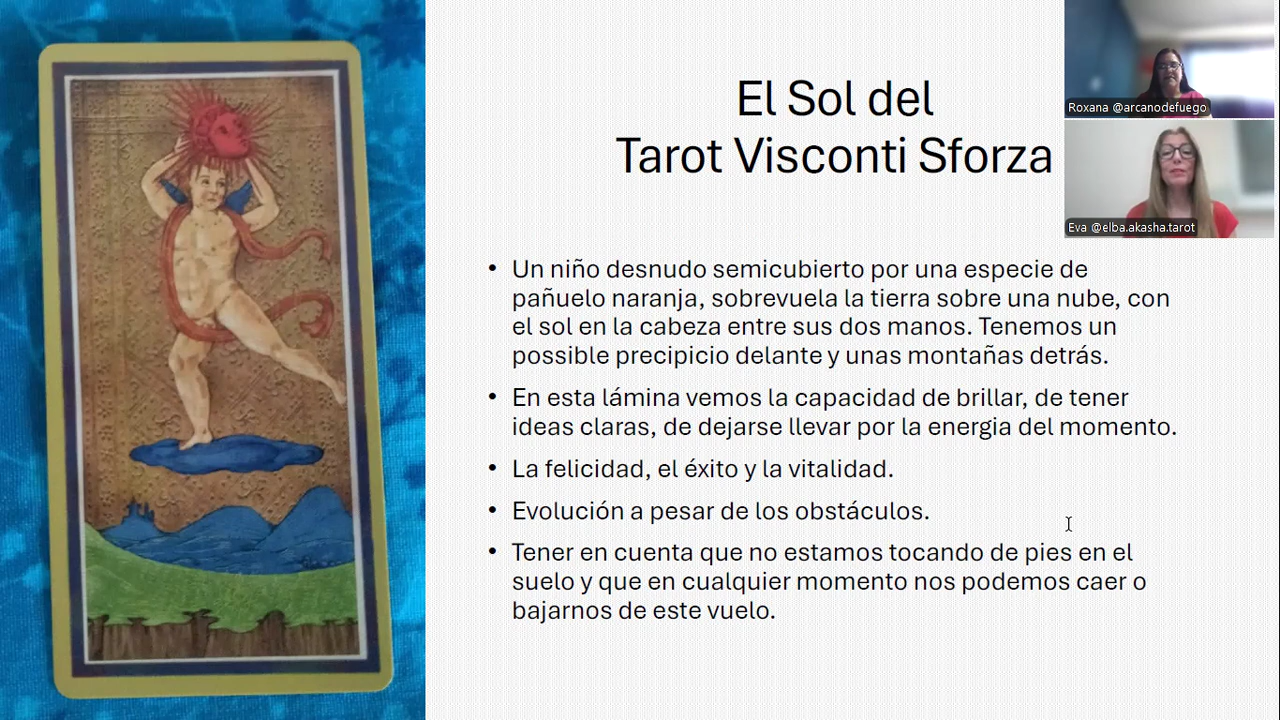 El Sol del
Tarot Visconti Sforza
Roxana @arcanodefuego
Eva @elba.akasha.tarot
• Un niño desnudo semicubierto por una especie de
pañuelo naranja, sobrevuela la tierra sobre una nube, con
el sol en la cabeza entre sus dos manos. Tenemos un
possible precipicio delante y unas montañas detrás.
• En esta lámina vemos la capacidad de brillar, de tener
ideas claras, de dejarse llevar por la energia del momento.
• La felicidad, el éxito y la vitalidad.
• Evolución a pesar de los obstáculos.
• Tener en cuenta que no estamos tocando de pies en el
suelo y que en cualquier momento nos podemos caer o
bajarnos de este vuelo.